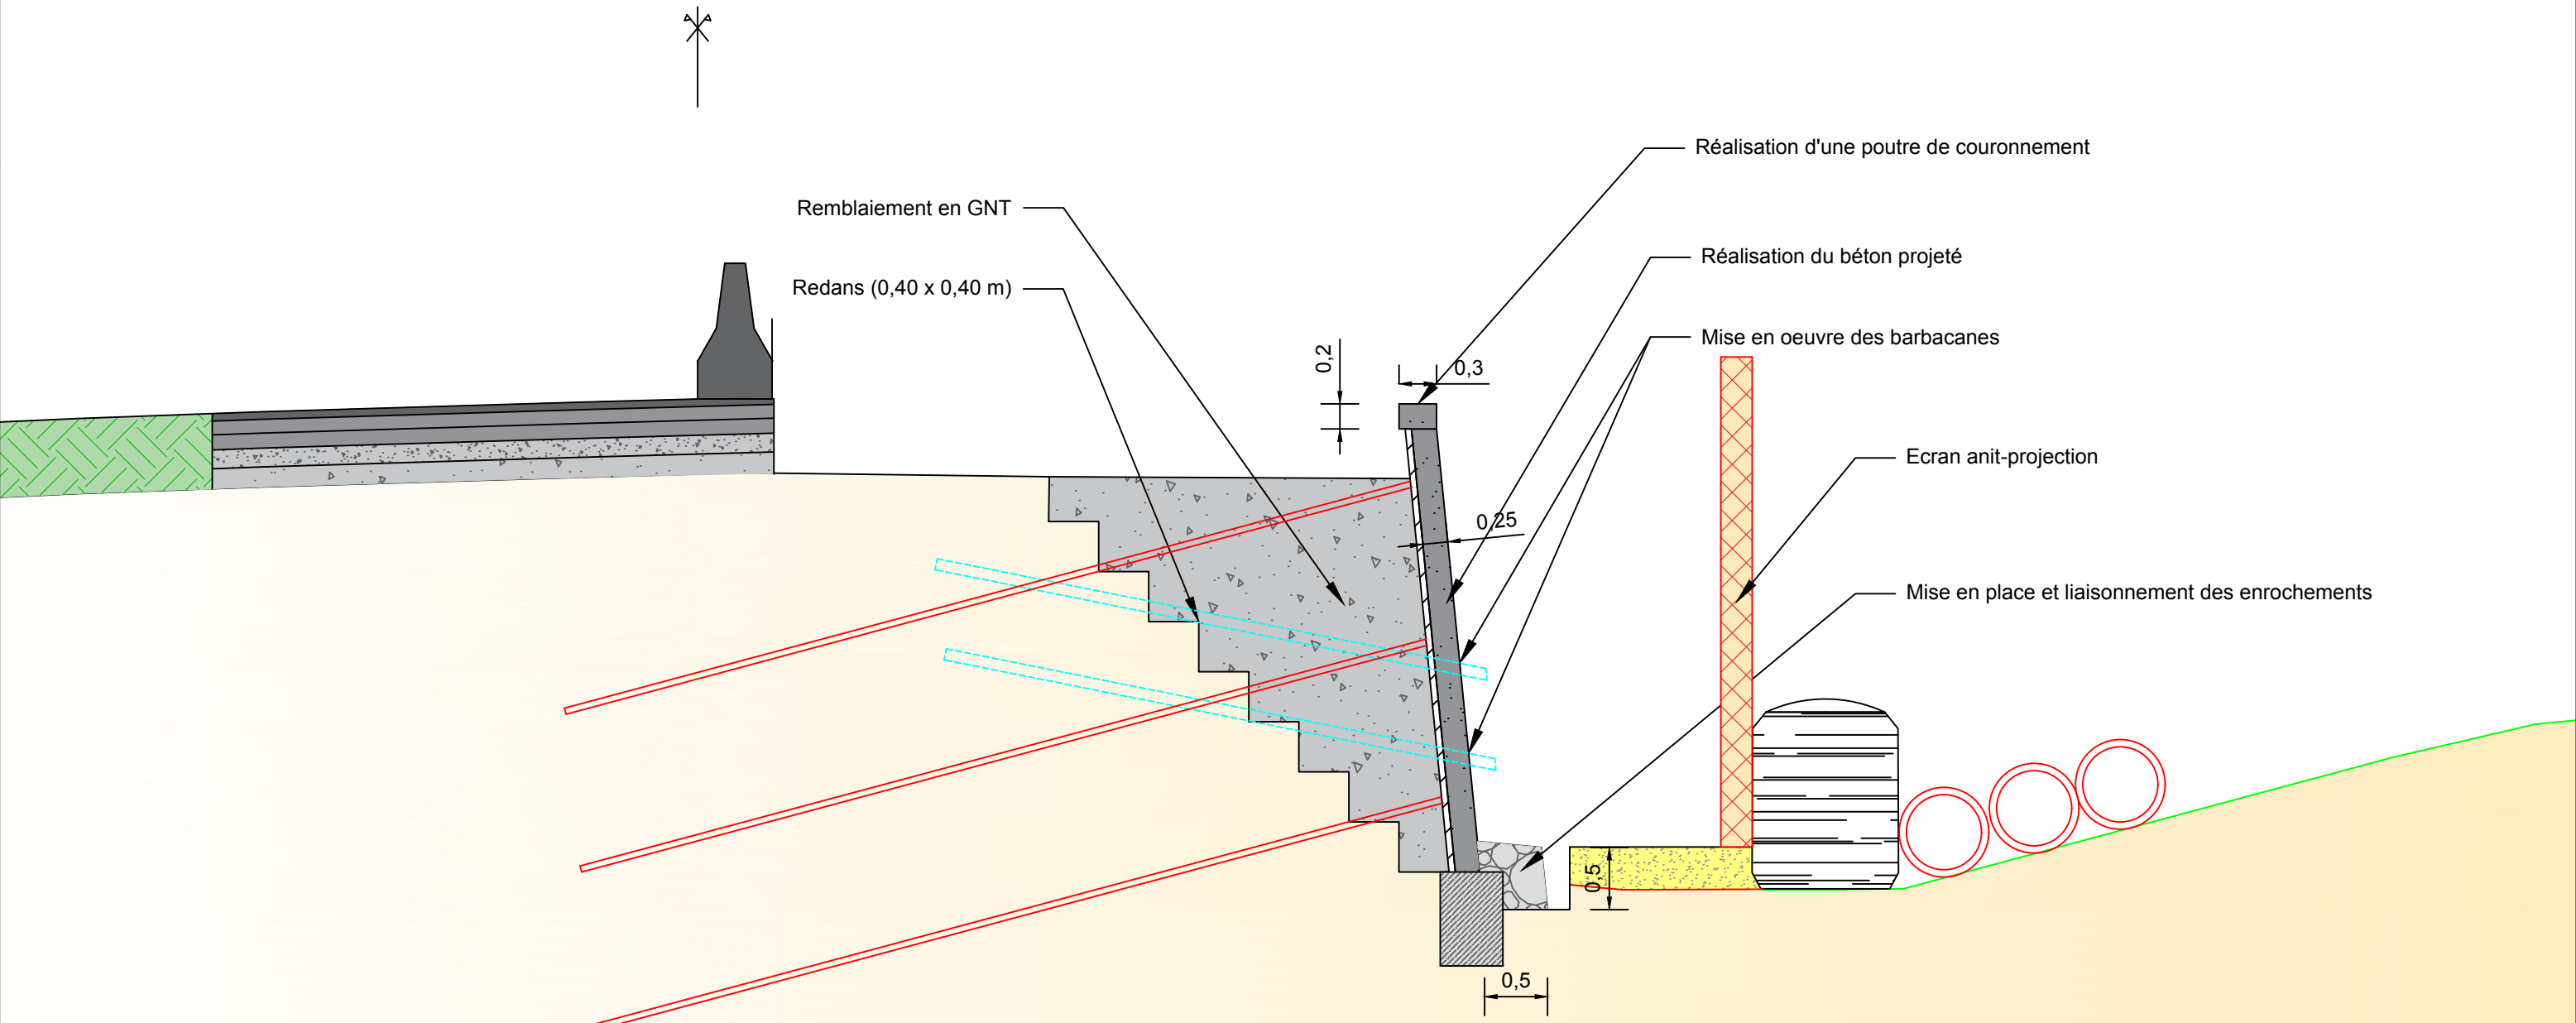 Réalisation d'une poutre de couronnement
Remblaiement en GNT
Réalisation du béton projeté
Redans (0,40 x 0,40 m)
Mise en oeuvre des barbacanes
0,2
0,3
Ecran anit-projection
0,25
Mise en place et liaisonnement des enrochements
0,5
0,5